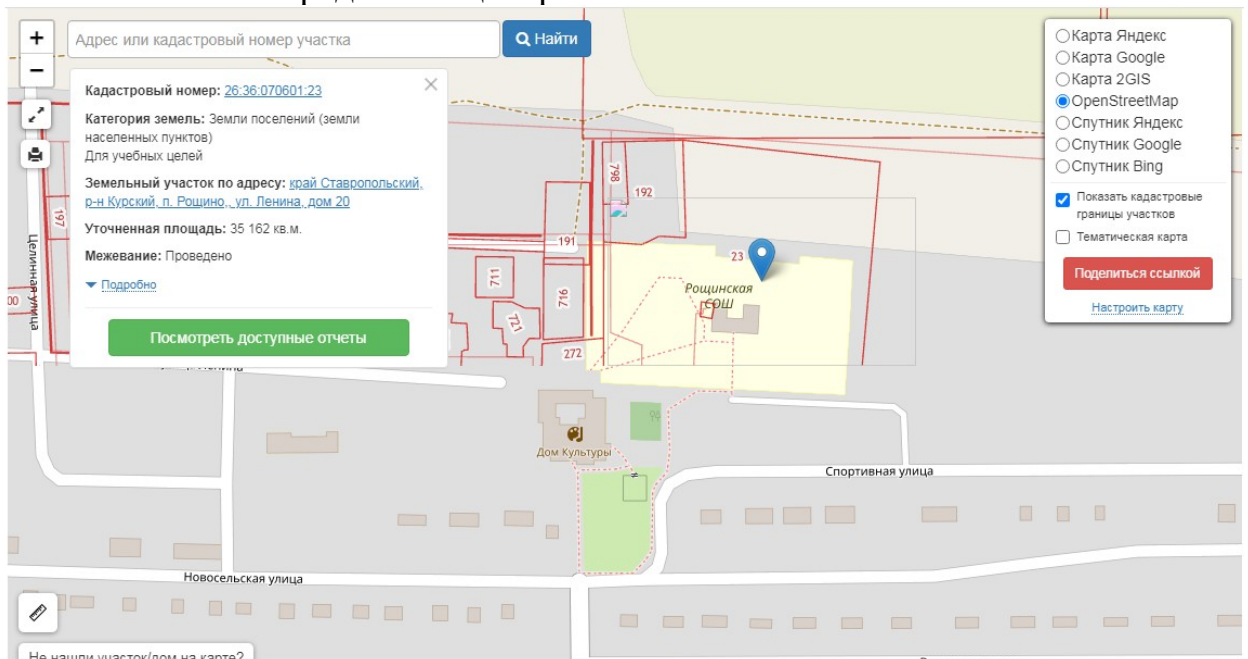 +
Адрес или кадастровый номер участка
Найти
−
Кадастровый номер: 26:36:070601:23
×
Категория земель: Земли поселений (земли
населенных пунктов)
Для учебных целей
Земельный участок по адресу: край Ставропольский,
р-н Курский, п. Рощино,, ул. Ленина, дом 20
Уточненная площадь: 35 162 кв.м.
Межевание: Проведено
Подробно
Посмотреть доступные отчеты
Карта Яндекс
Карта Google
Карта 2GIS
OpenStreetMap
Спутник Яндекс
Спутник Google
Спутник Bing
Показать кадастровые
границы участков
Тематическая карта
Поделиться ссылкой
Настроить карту
798
192
197
191
23
711
716
Рощинская
СОШ
721
272
Целинная улица
Дом Культуры
Спортивная улица
Новосельская улица
Не нашли участок/дом на карте?